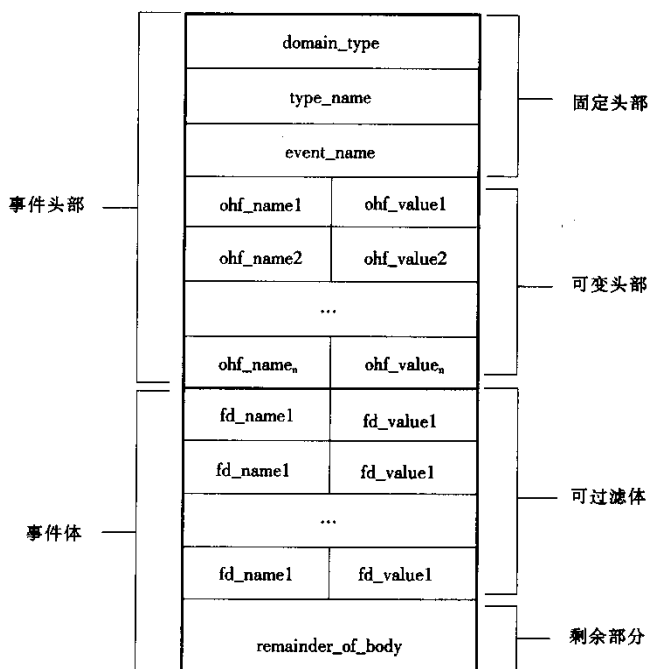 domain_type
type_name
固定头部
event_name
事件头部
ohf_name1 ohf_value1
ohf_name2 ohf_value2
可变头部
...
ohf_nameₙ ohf_valueₙ
fd_name1 fd_value1
fd_name1 fd_value1
可过滤体
...
事件体
fd_name1 fd_value1
remainder_of_body
剩余部分